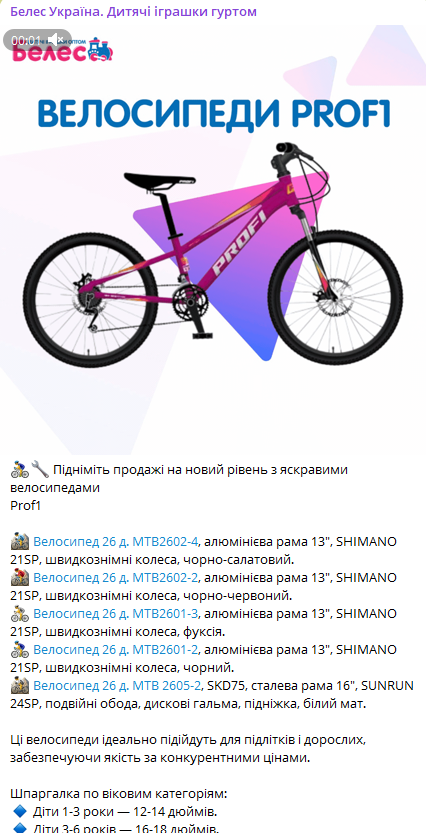 Белес Україна. Дитячі іграшки гуртом
00:01
Белес
ВЕЛОСИПЕДИ PROF1
PROFI
🚴🔧 Підніміть продажі на новий рівень з яскравими
велосипедами
Prof1
Велосипед 26 д. MTB2602-4, алюмінієва рама 13", SHIMANO
21SP, швидкознімні колеса, чорно-салатовий.
Велосипед 26 д. MTB2602-2, алюмінієва рама 13", SHIMANO
21SP, швидкознімні колеса, чорно-червоний.
Велосипед 26 д. MTB2601-3, алюмінієва рама 13", SHIMANO
21SP, швидкознімні колеса, фуксія.
Велосипед 26 д. MTB2601-2, алюмінієва рама 13", SHIMANO
21SP, швидкознімні колеса, чорний.
Велосипед 26 д. MTB 2605-2, SKD75, сталева рама 16", SUNRUN
24SP, подвійні обода, дискові гальма, підніжка, білий мат.
Ці велосипеди ідеально підійдуть для підлітків і дорослих,
забезпечуючи якість за конкурентними цінами.
Шпаргалка по віковим категоріям:
🔷 Діти 1-3 роки — 12-14 дюймів.
🔷 Діти 3-6 років — 16-18 дюймів.